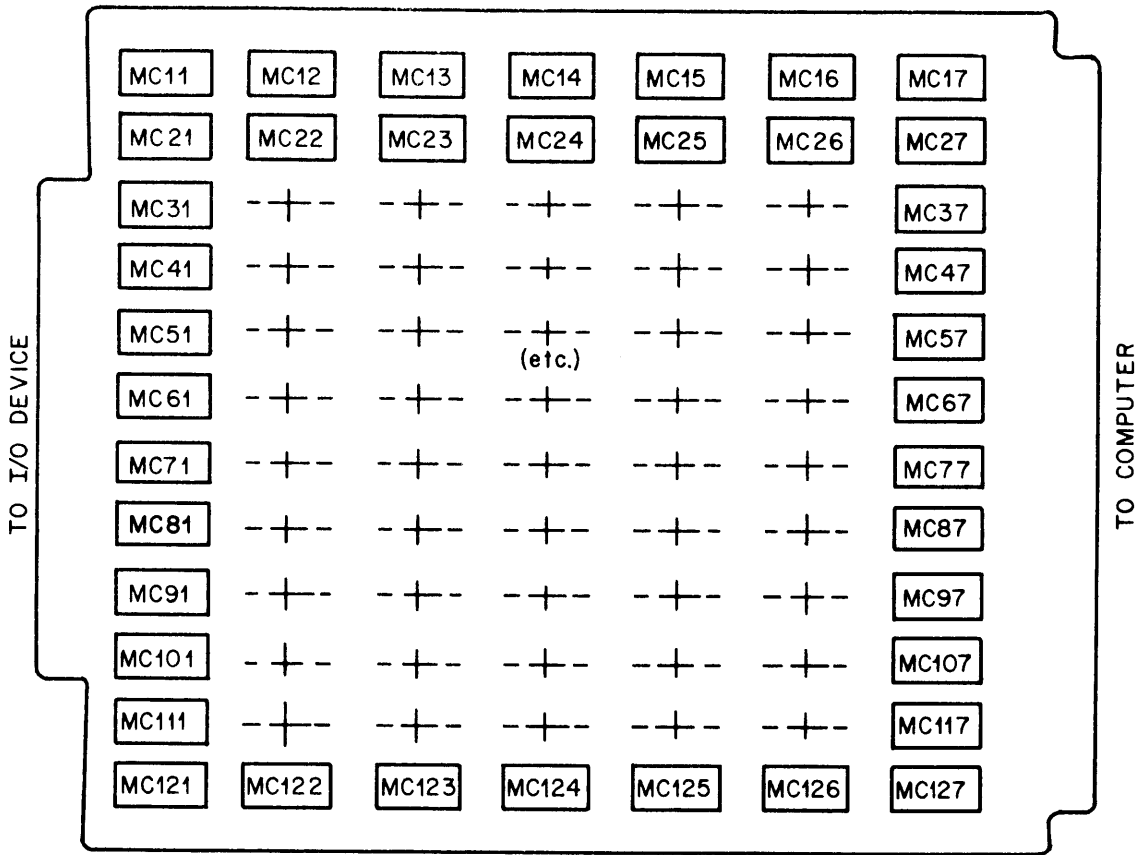 MC11 MC12 MC13 MC14 MC15 MC16 MC17
MC21 MC22 MC23 MC24 MC25 MC26 MC27
MC31 MC37
MC41 MC47
MC51 MC57
(etc.)
MC61 MC67
MC71 MC77
MC81 MC87
MC91 MC97
MC101 MC107
MC111 MC117
MC121 MC122 MC123 MC124 MC125 MC126 MC127
TO I/O DEVICE
TO COMPUTER